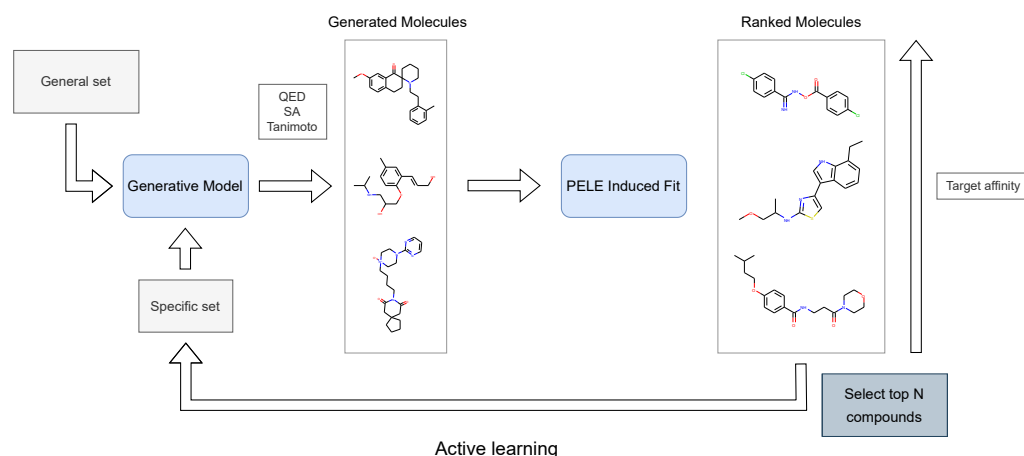 Generated Molecules
Ranked Molecules
General set
QED
SA
Tanimoto
Generative Model
PELE Induced Fit
Target affinity
Specific set
Select top N
compounds
Active learning